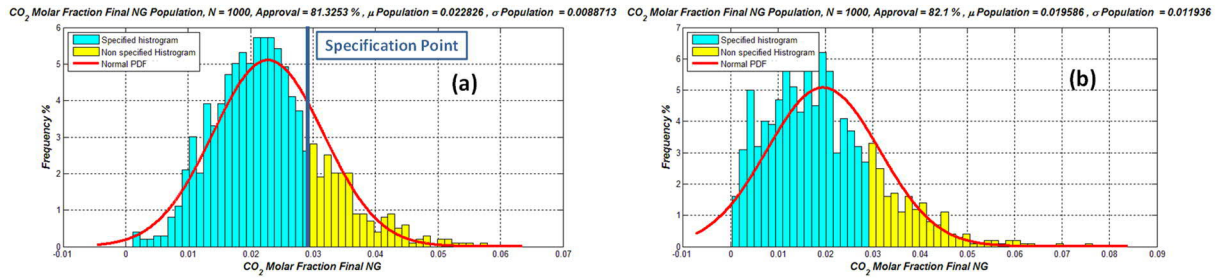 CO2 Molar Fraction Final NG Population, N = 1000, Approval = 81.3253 % , μ Population = 0.022826 , σ Population = 0.0088713
Specified histrogram
Non specified Histrogram
Normal PDF
Specification Point
(a)
Frequency %
6
5
4
3
2
1
0
-0.01 0 0.01 0.02 0.03 0.04 0.05 0.06 0.07
CO2 Molar Fraction Final NG
CO2 Molar Fraction Final NG Population, N = 1000, Approval = 82.1 % , μ Population = 0.019586 , σ Population = 0.011936
Specified histrogram
Non specified Histrogram
Normal PDF
(b)
Frequency %
7
6
5
4
3
2
1
0
-0.01 0 0.01 0.02 0.03 0.04 0.05 0.06 0.07 0.08 0.09
CO2 Molar Fraction Final NG